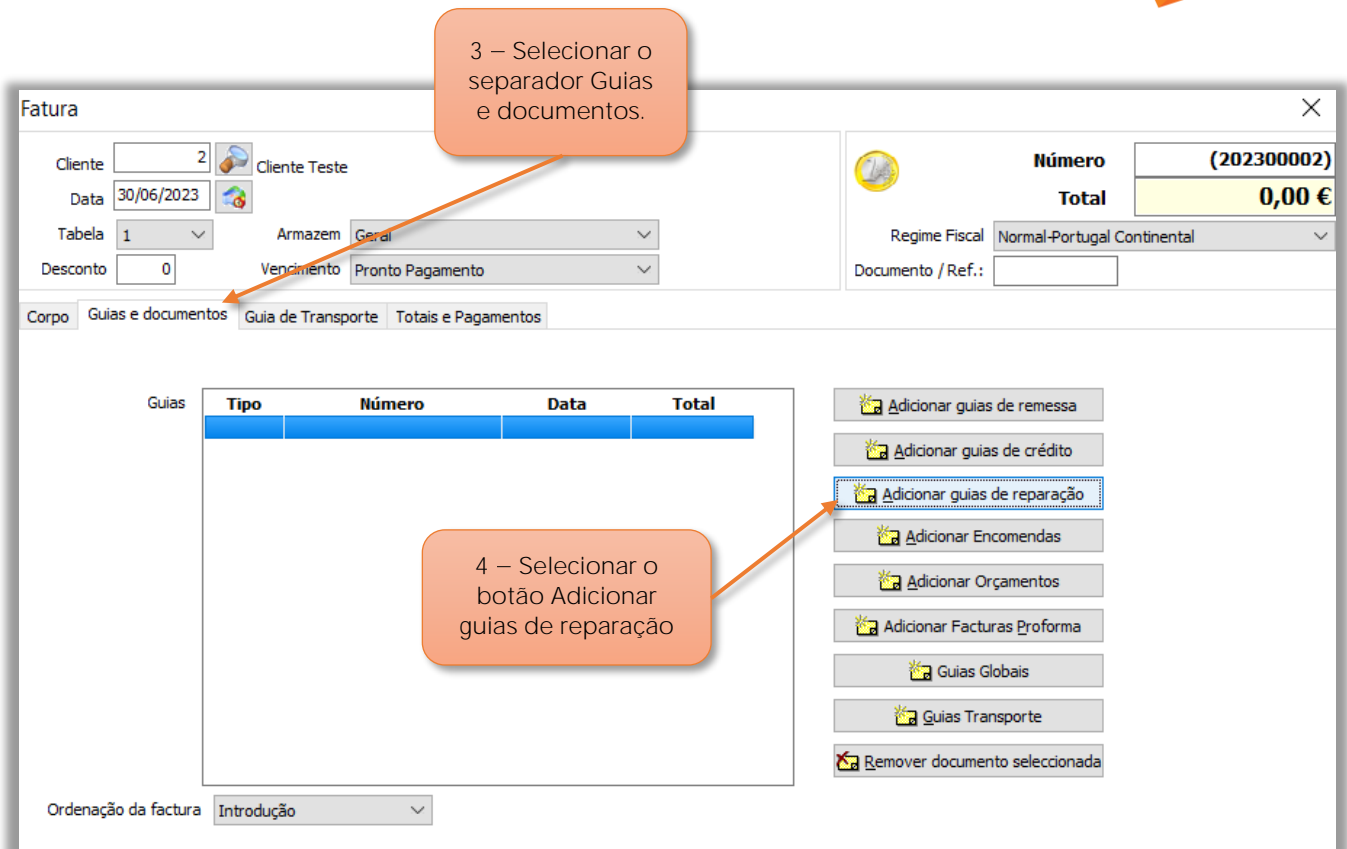 3 – Selecionar o
separador Guias
e documentos.
Fatura
Cliente 2 Cliente Teste
Número (202300002)
Data 30/06/2023
Total 0,00 €
Tabela 1 Armazem Geral
Regime Fiscal Normal-Portugal Continental
Desconto 0 Vencimento Pronto Pagamento
Documento / Ref.:
Corpo Guias e documentos Guia de Transporte Totais e Pagamentos
Guias Tipo Número Data Total
Adicionar guias de remessa
Adicionar guias de crédito
Adicionar guias de reparação
Adicionar Encomendas
4 – Selecionar o
botão Adicionar
guias de reparação
Adicionar Orçamentos
Adicionar Facturas Proforma
Guias Globais
Guias Transporte
Remover documento seleccionada
Ordenação da factura Introdução